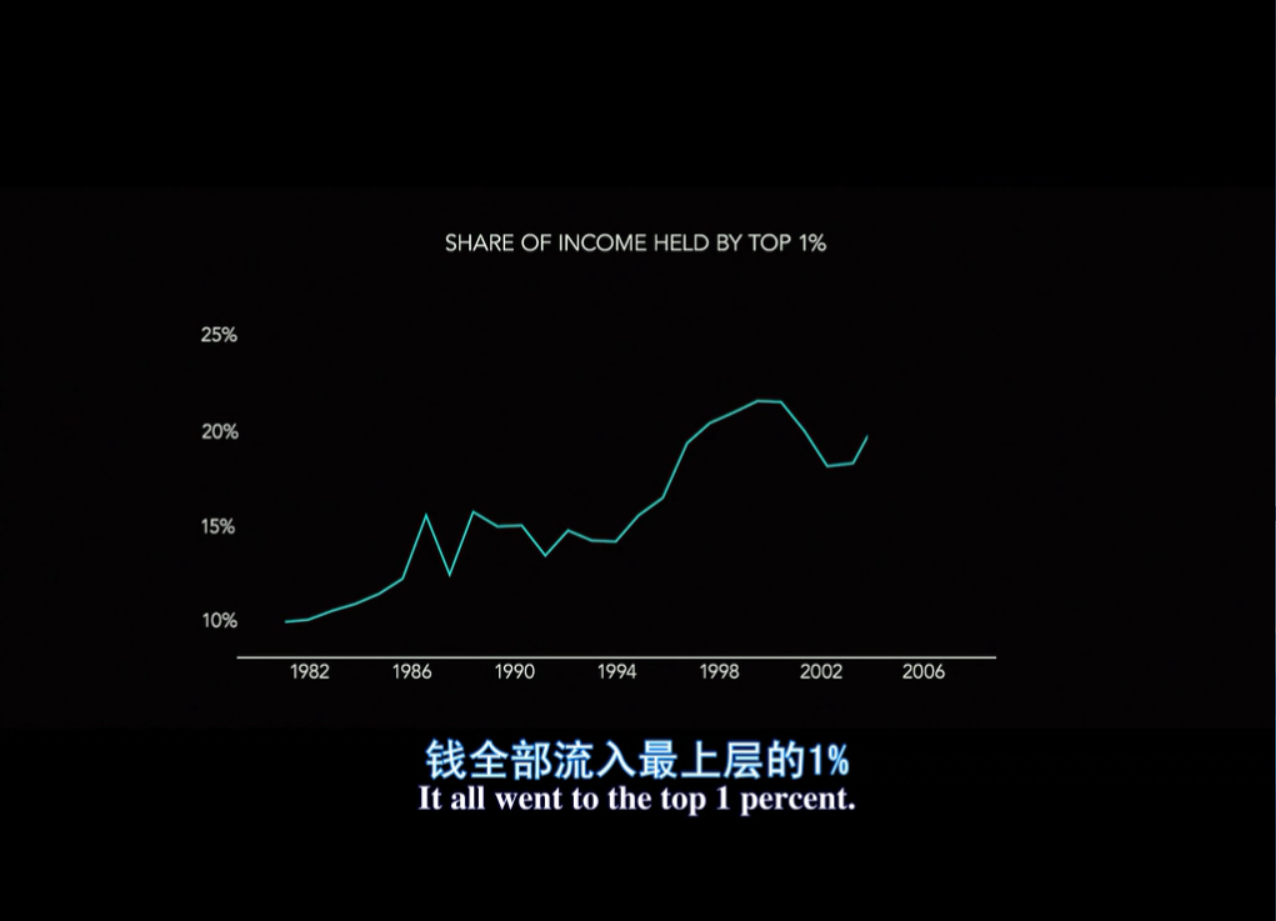 SHARE OF INCOME HELD BY TOP 1%
25%
20%
15%
10%
1982 1986 1990 1994 1998 2002 2006
钱全部流入最上层的1%
It all went to the top 1 percent.